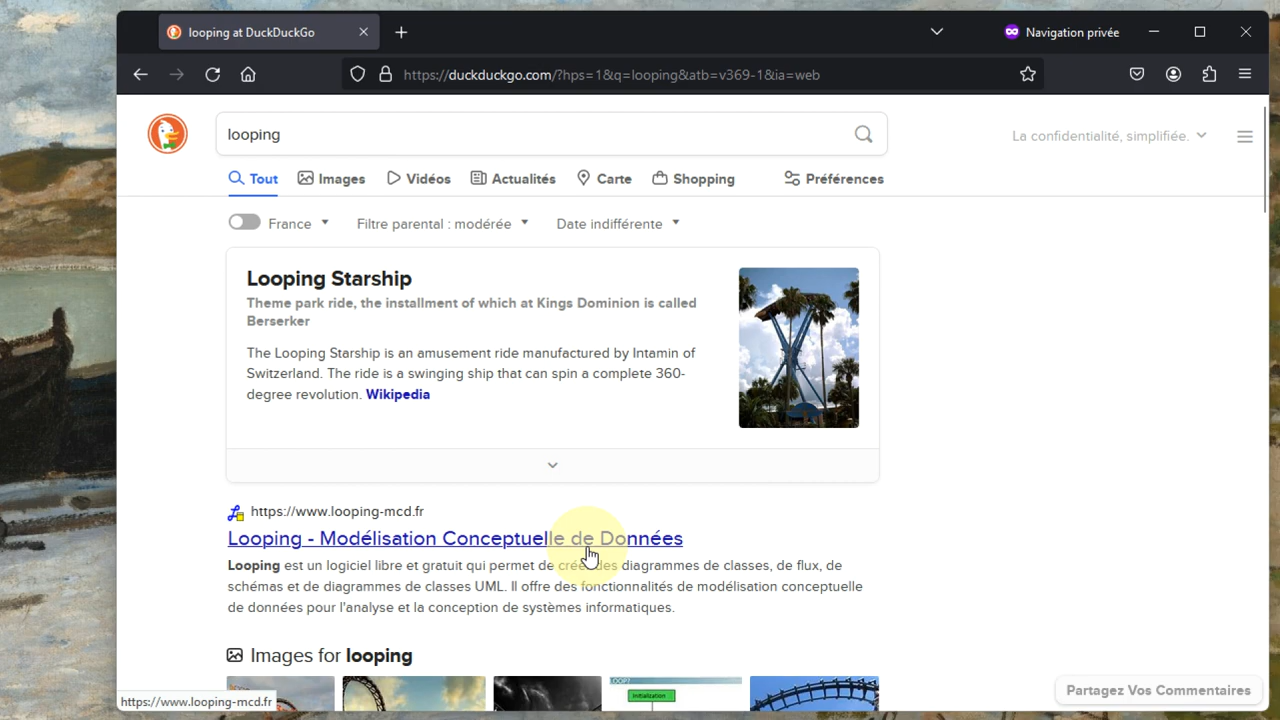 looping at DuckDuckGo
Navigation privée
https://duckduckgo.com/?hps=1&q=looping&atb=v369-1&ia=web
looping
La confidentialité, simplifiée.
Tout Images Vidéos Actualités Carte Shopping Préférences
France Filtre parental : modérée Date indifférente
Looping Starship
Theme park ride, the installment of which at Kings Dominion is called
Berserker
The Looping Starship is an amusement ride manufactured by Intamin of
Switzerland. The ride is a swinging ship that can spin a complete 360-
degree revolution. Wikipedia
https://www.looping-mcd.fr
Looping - Modélisation Conceptuelle de Données
Looping est un logiciel libre et gratuit qui permet de créer des diagrammes de classes, de flux, de
schémas et de diagrammes de classes UML. Il offre des fonctionnalités de modélisation conceptuelle
de données pour l'analyse et la conception de systèmes informatiques.
Images for looping
Initialization
Partagez Vos Commentaires
https://www.looping-mcd.fr